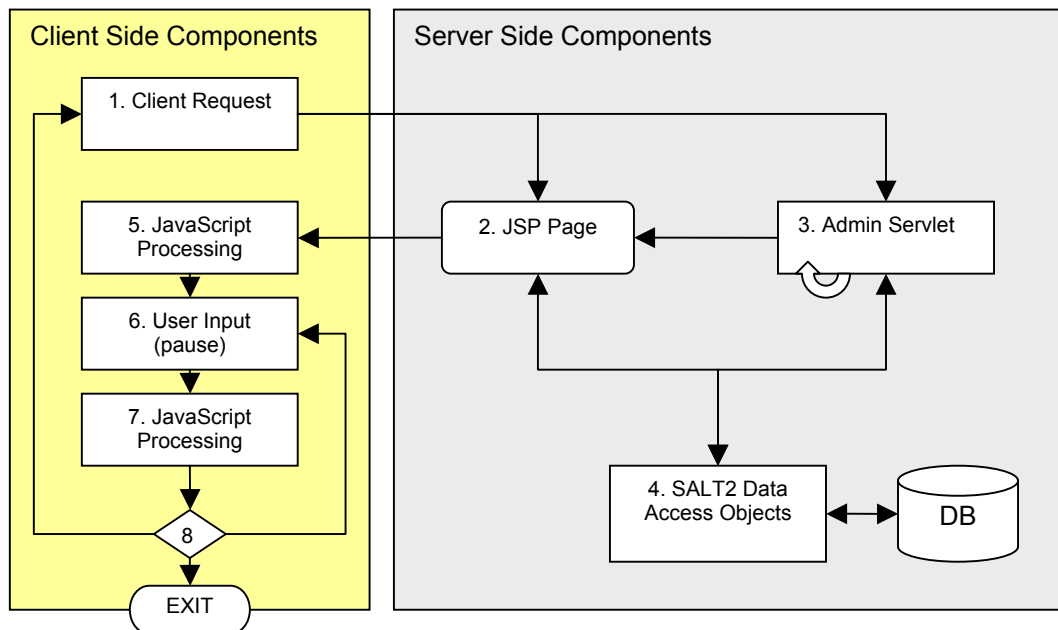 Client Side Components
1. Client Request
5. JavaScript
Processing
6. User Input
(pause)
7. JavaScript
Processing
8
EXIT
Server Side Components
2. JSP Page
3. Admin Servlet
4. SALT2 Data
Access Objects
DB